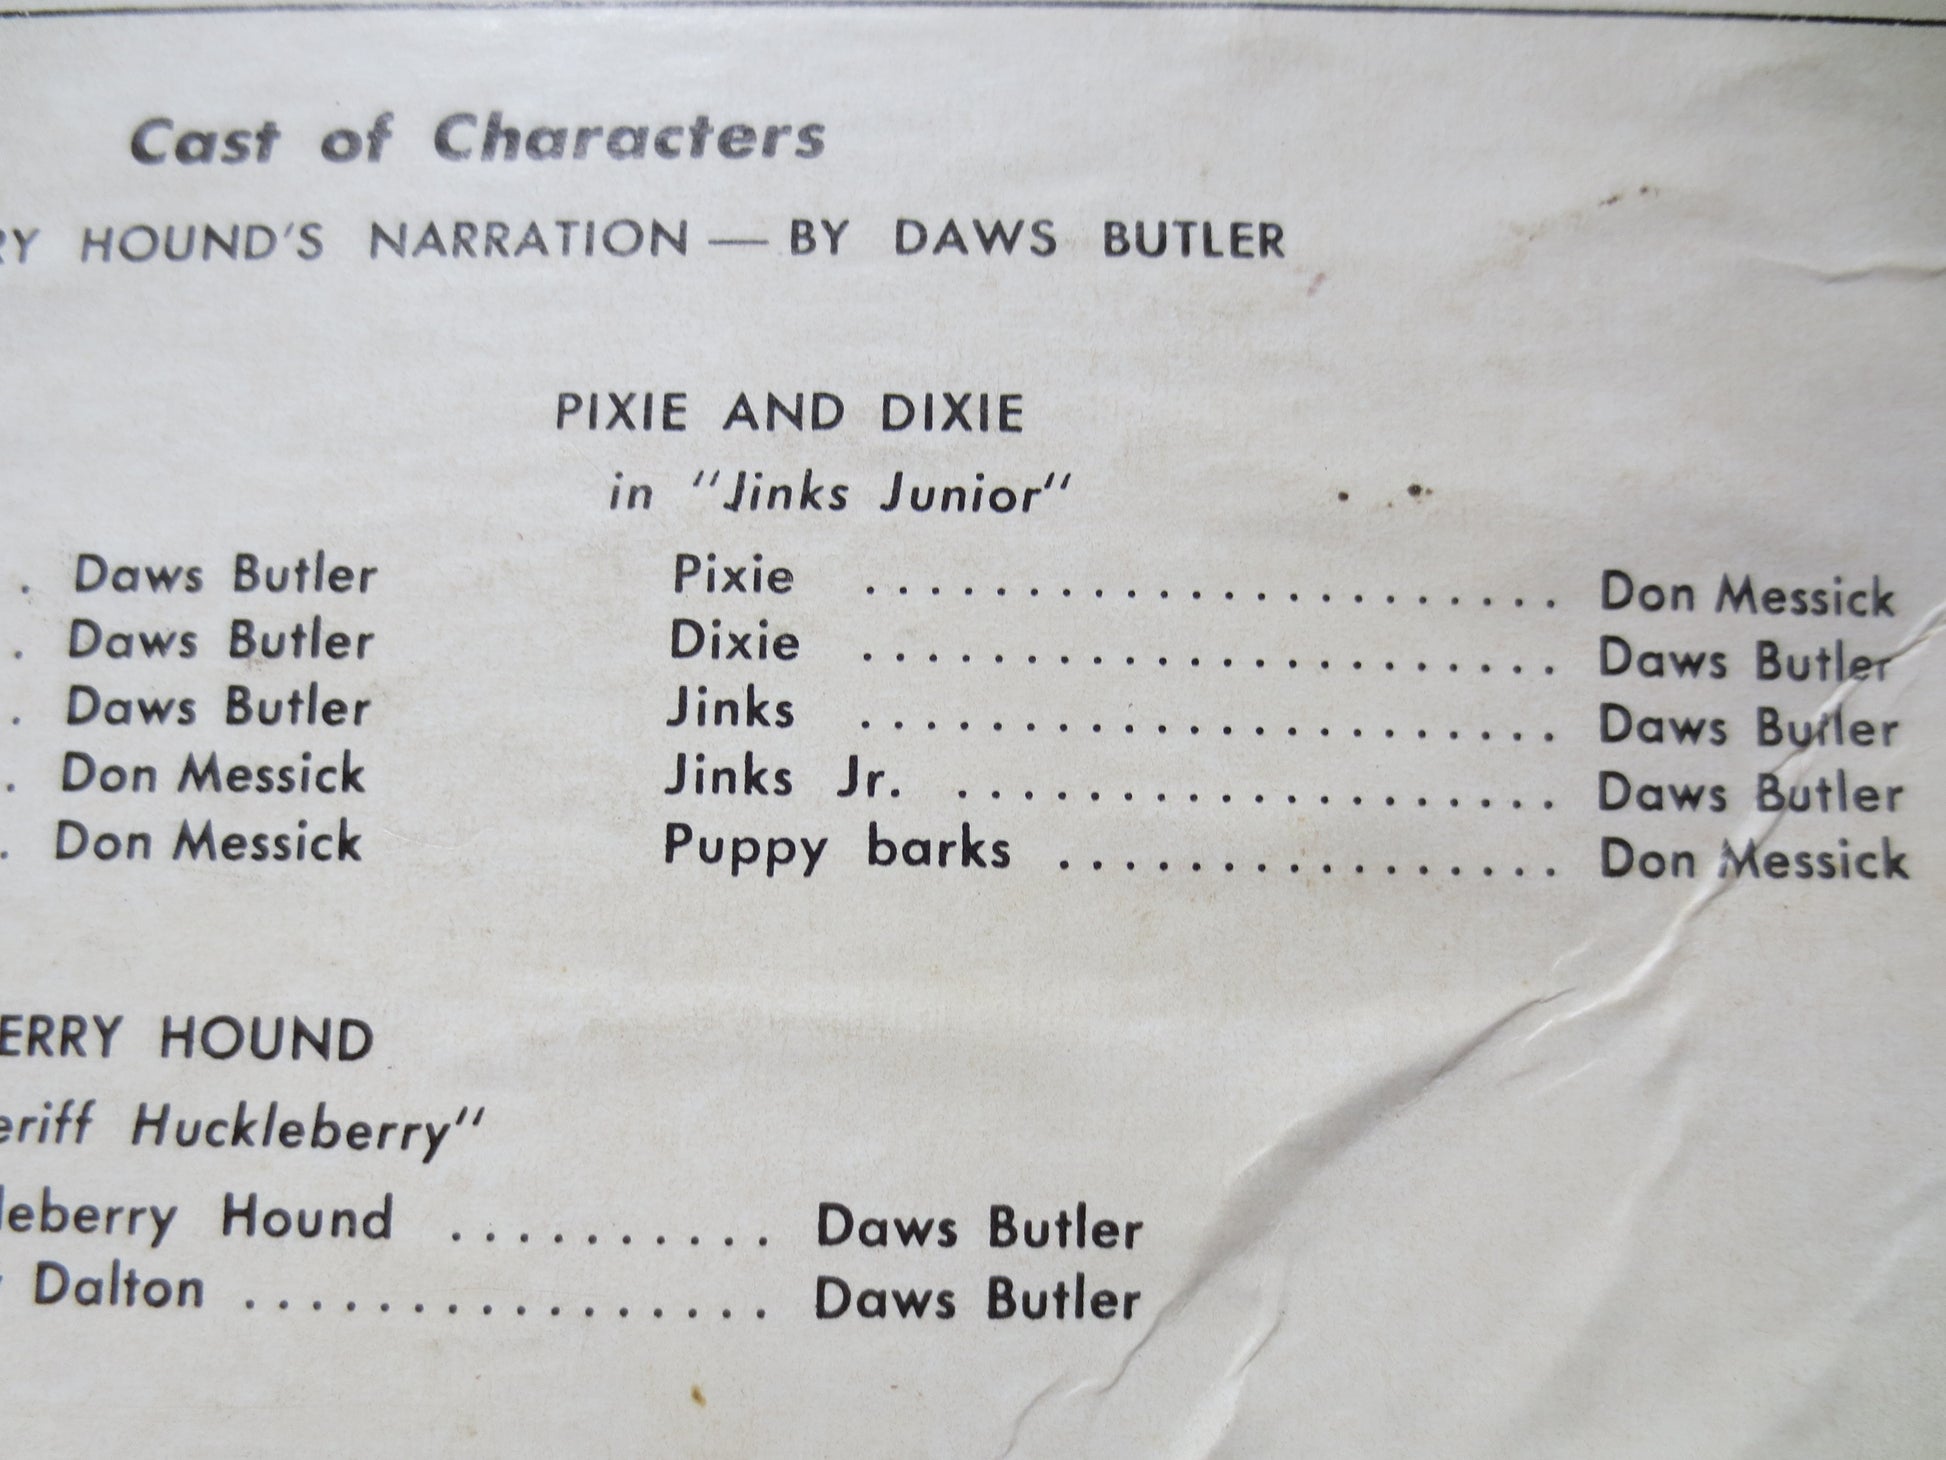 Cast of Characters
RY HOUND'S NARRATION — BY DAWS BUTLER
PIXIE AND DIXIE
in "Jinks Junior"
. Daws Butler
. Daws Butler
. Daws Butler
. Don Messick
. Don Messick
Pixie ...................... Don Messick
Dixie ...................... Daws Butler
Jinks ...................... Daws Butler
Jinks Jr. ................... Daws Butler
Puppy barks ................ Don Messick
ERRY HOUND
eriff Huckleberry"
leberry Hound .......... Daws Butler
Dalton ................ Daws Butler